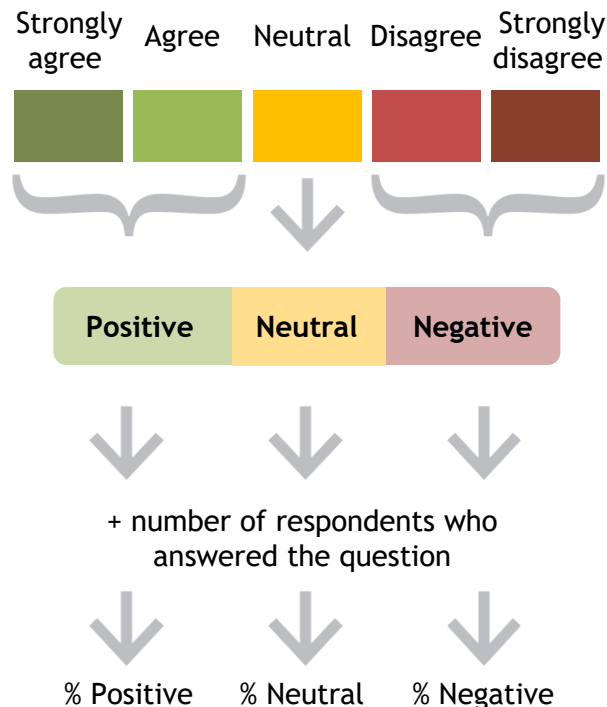 Strongly agree
Agree
Neutral
Disagree
Strongly disagree
Positive
Neutral
Negative
+ number of respondents who
answered the question
% Positive
% Neutral
% Negative